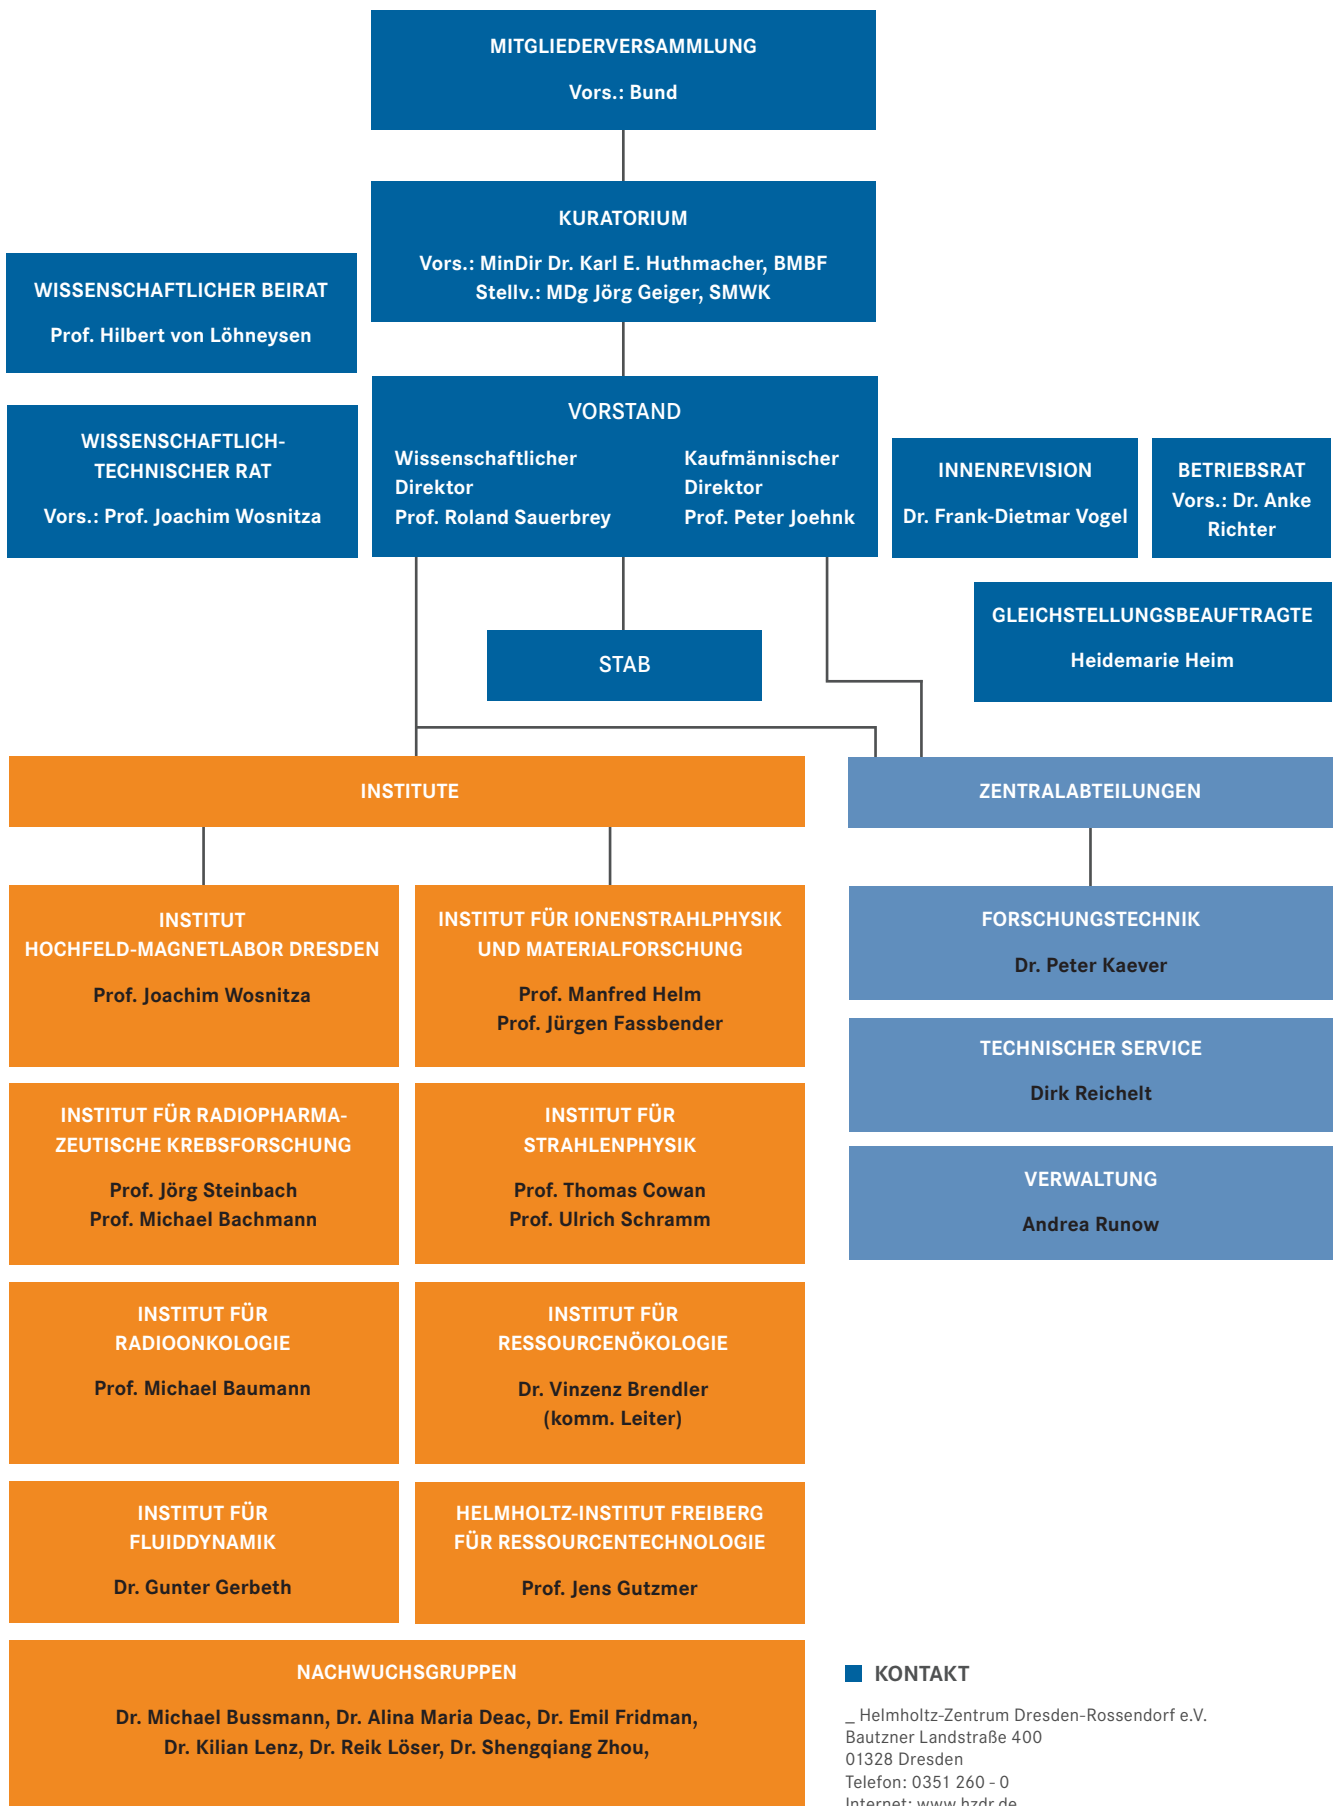 MITGLIEDERVERSAMMLUNG
Vors.: Bund
KURATORIUM
Vors.: MinDir Dr. Karl E. Huthmacher, BMBF
Stellv.: MDg Jörg Geiger, SMWK
WISSENSCHAFTLICHER BEIRAT
Prof. Hilbert von Löhneysen
WISSENSCHAFTLICH-
TECHNISCHER RAT
Vors.: Prof. Joachim Wosnitza
VORSTAND
Wissenschaftlicher
Direktor
Prof. Roland Sauerbrey
Kaufmännischer
Direktor
Prof. Peter Joehnk
INNENREVISION
Dr. Frank-Dietmar Vogel
BETRIEBSRAT
Vors.: Dr. Anke
Richter
GLEICHSTELLUNGSBEAUFTRAGTE
Heidemarie Heim
STAB
INSTITUTE
ZENTRALABTEILUNGEN
INSTITUT
HOCHFELD-MAGNETLABOR DRESDEN
Prof. Joachim Wosnitza
INSTITUT FÜR IONENSTRAHLPHYSIK
UND MATERIALFORSCHUNG
Prof. Manfred Helm
Prof. Jürgen Fassbender
FORSCHUNGSTECHNIK
Dr. Peter Kaever
TECHNISCHER SERVICE
Dirk Reichelt
INSTITUT FÜR RADIOPHARMA-
ZEUTISCHE KREBSFORSCHUNG
Prof. Jörg Steinbach
Prof. Michael Bachmann
INSTITUT FÜR
STRAHLENPHYSIK
Prof. Thomas Cowan
Prof. Ulrich Schramm
VERWALTUNG
Andrea Runow
INSTITUT FÜR
RADIOONKOLOGIE
Prof. Michael Baumann
INSTITUT FÜR
RESSOURCENÖKOLOGIE
Dr. Vinzenz Brendler
(komm. Leiter)
INSTITUT FÜR
FLUIDDYNAMIK
Dr. Gunter Gerbeth
HELMHOLTZ-INSTITUT FREIBERG
FÜR RESSOURCENTECHNOLOGIE
Prof. Jens Gutzmer
NACHWUCHSGRUPPEN
Dr. Michael Bussmann, Dr. Alina Maria Deac, Dr. Emil Fridman,
Dr. Kilian Lenz, Dr. Reik Löser, Dr. Shengqiang Zhou,
KONTAKT
_ Helmholtz-Zentrum Dresden-Rossendorf e.V.
Bautzner Landstraße 400
01328 Dresden
Telefon: 0351 260 - 0
Internet: www.hzdr.de